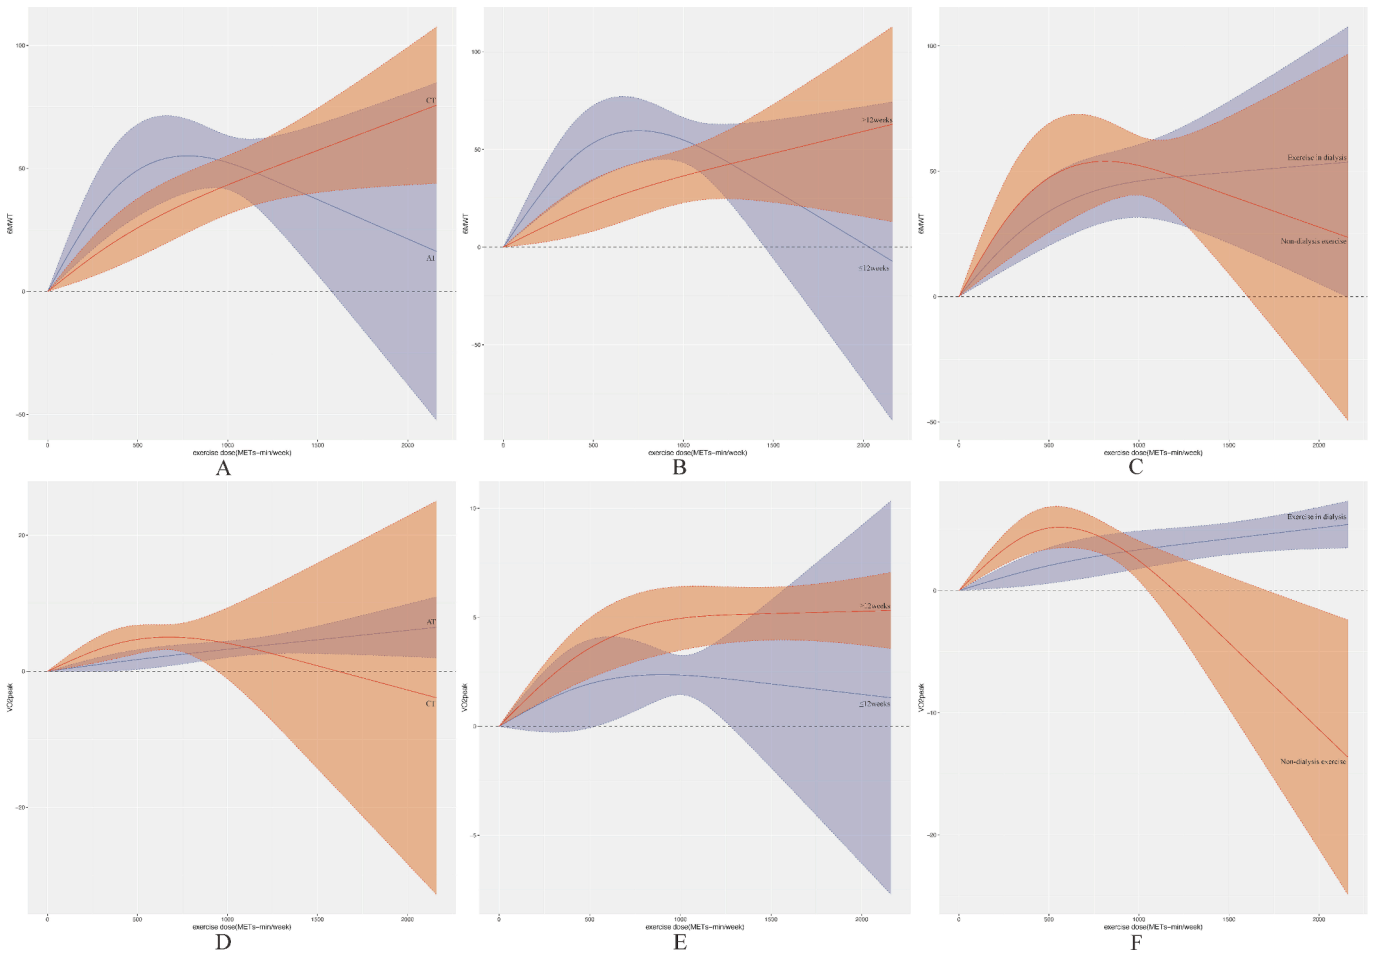 100
50
0
−50
6MWT
CT
AT
0
500
1000
1500
2000
exercise dose(METs−min/week)
A
100
50
0
−50
6MWT
>12weeks
≤12weeks
0
500
1000
1500
2000
exercise dose(METs−min/week)
B
100
50
0
−50
6MWT
Exercise in dialysis
Non-dialysis exercise
0
500
1000
1500
2000
exercise dose(METs−min/week)
C
20
0
−20
VO2peak
AT
CT
0
500
1000
1500
2000
exercise dose(METs−min/week)
D
10
5
0
−5
VO2peak
>12weeks
≤12weeks
0
500
1000
1500
2000
exercise dose(METs−min/week)
E
0
−10
−20
VO2peak
Exercise in dialysis
Non-dialysis exercise
0
500
1000
1500
2000
exercise dose(METs−min/week)
F